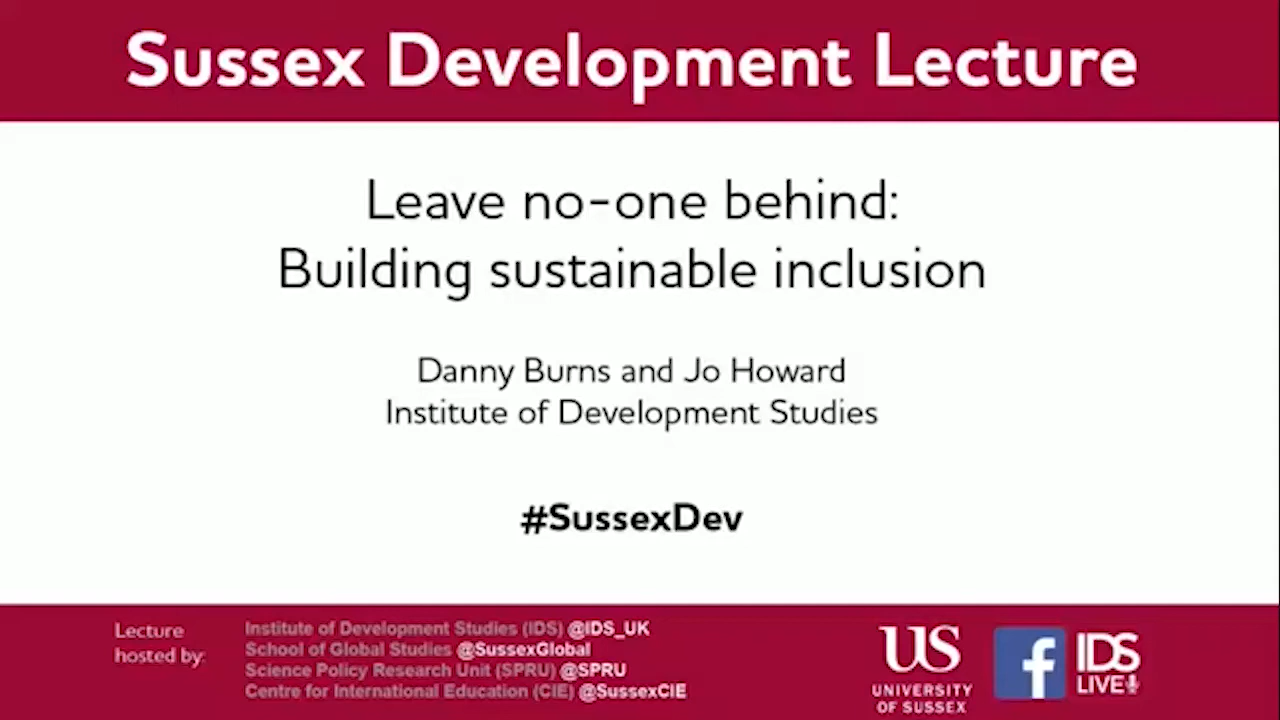 Sussex Development Lecture
Leave no-one behind:
Building sustainable inclusion
Danny Burns and Jo Howard
Institute of Development Studies
#SussexDev
Lecture
hosted by:
Institute of Development Studies (IDS) @IDS_UK
School of Global Studies @SussexGlobal
Science Policy Research Unit (SPRU) @SPRU
Centre for International Education (CIE) @SussexCIE
US
UNIVERSITY
OF SUSSEX
f
IDS
LIVE